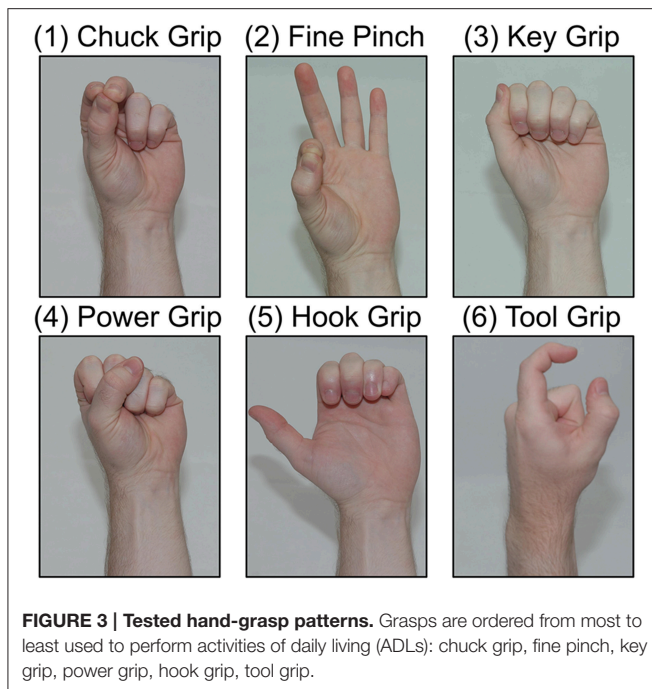 (1) Chuck Grip
(2) Fine Pinch
(3) Key Grip
(4) Power Grip
(5) Hook Grip
(6) Tool Grip
FIGURE 3 | Tested hand-grasp patterns. Grasps are ordered from most to
least used to perform activities of daily living (ADLs): chuck grip, fine pinch, key
grip, power grip, hook grip, tool grip.